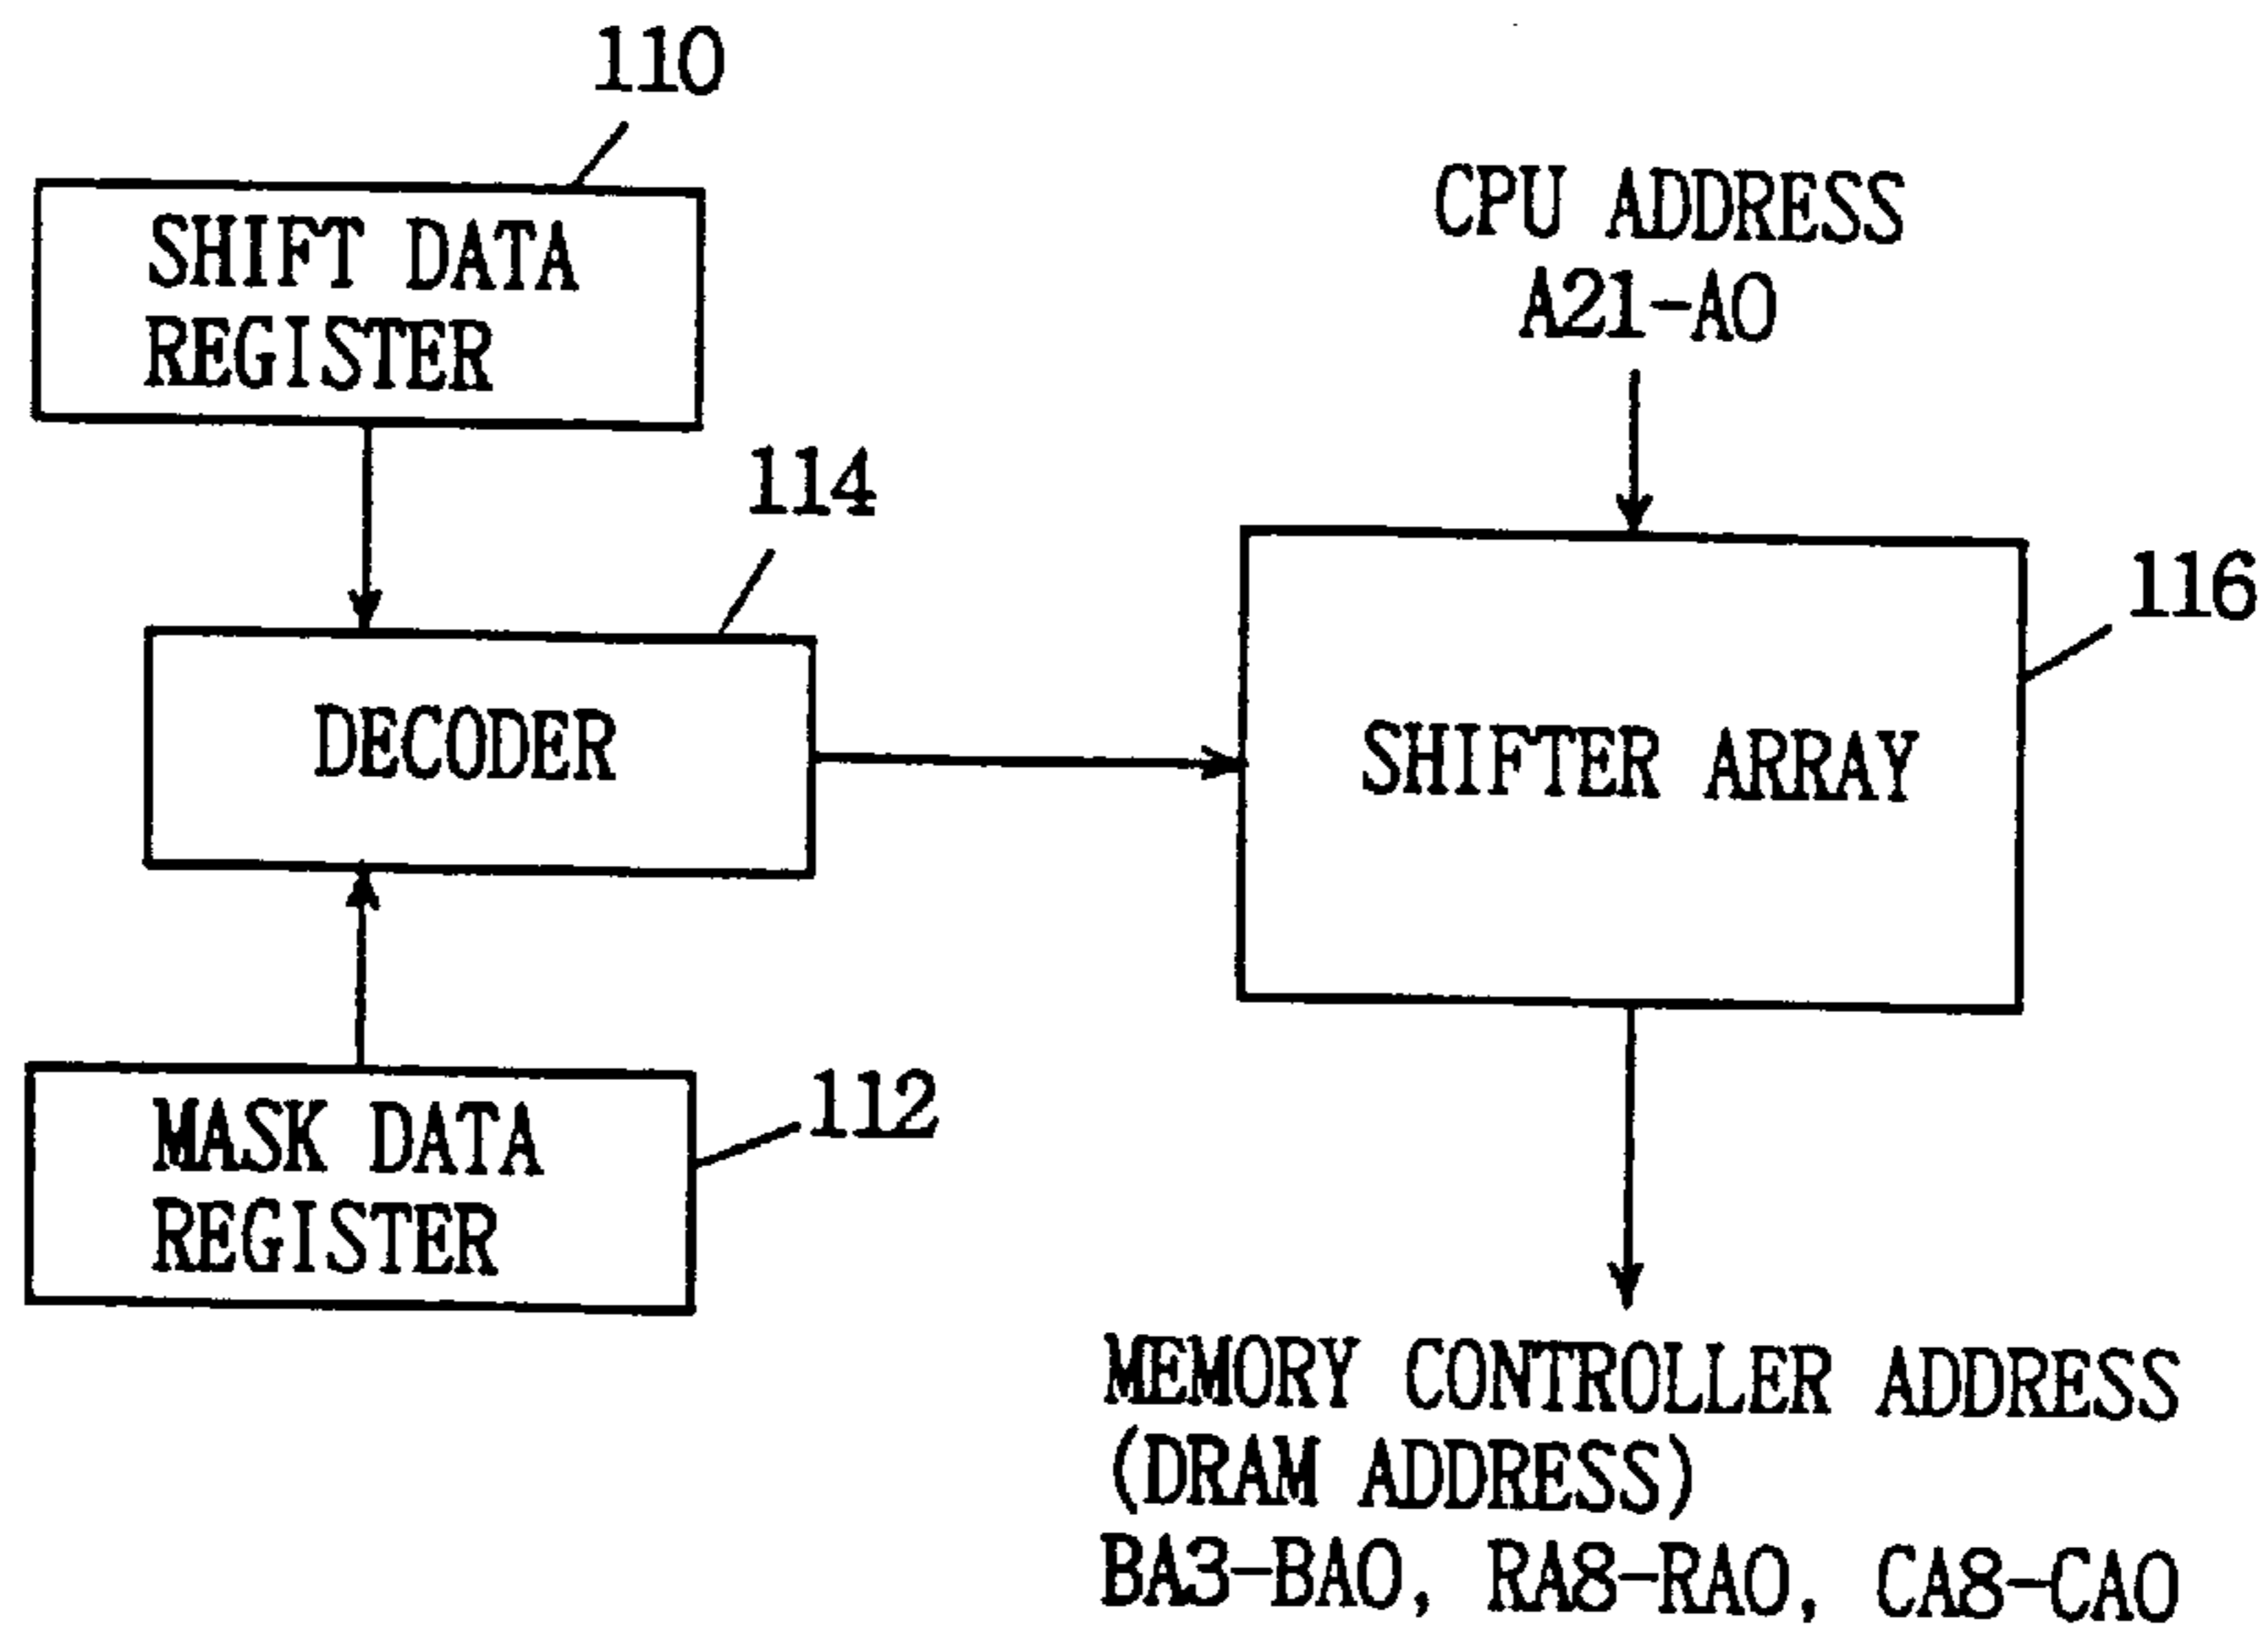 110
SHIFT DATA
REGISTER
CPU ADDRESS
A21-A0
114
116
DECODER
SHIFTER ARRAY
112
MASK DATA
REGISTER
MEMORY CONTROLLER ADDRESS
(DRAM ADDRESS)
BA3-BA0, RA8-RA0, CA8-CA0